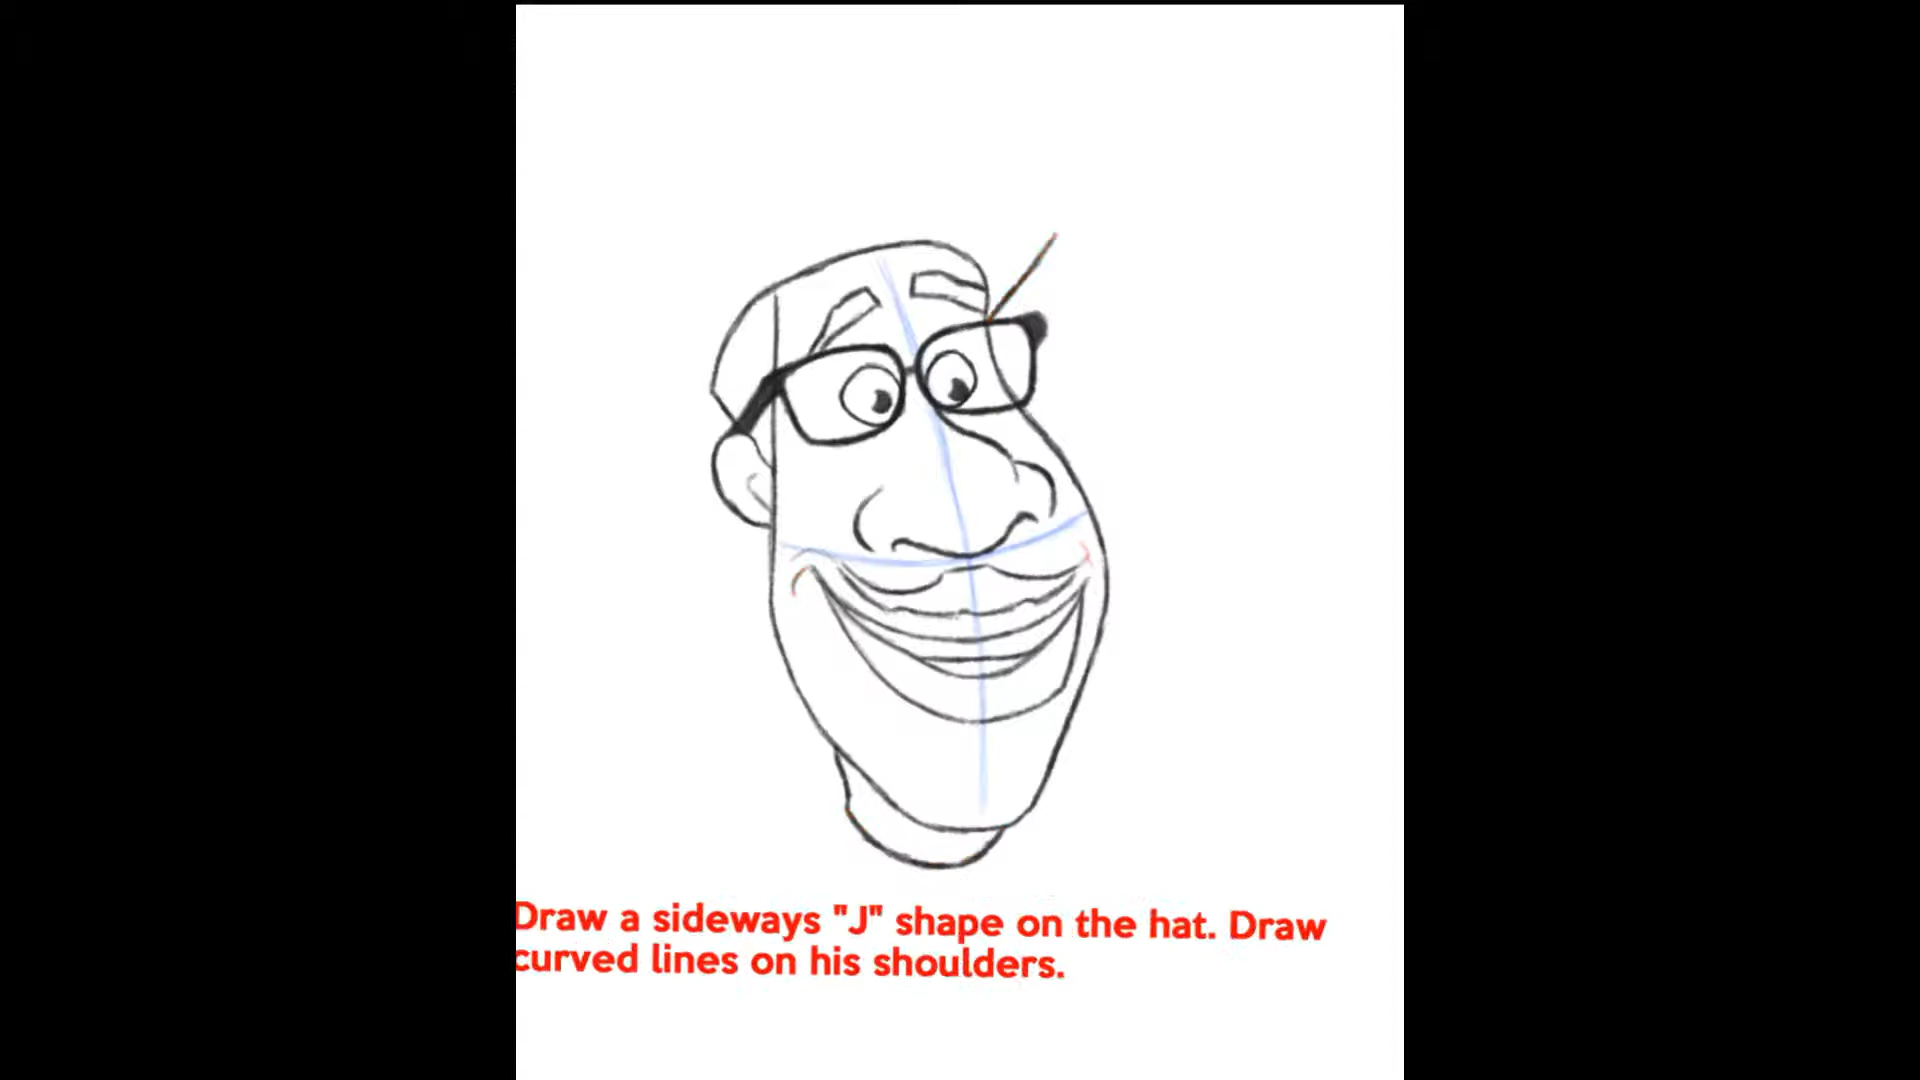 Draw a sideways "J" shape on the hat. Draw
curved lines on his shoulders.